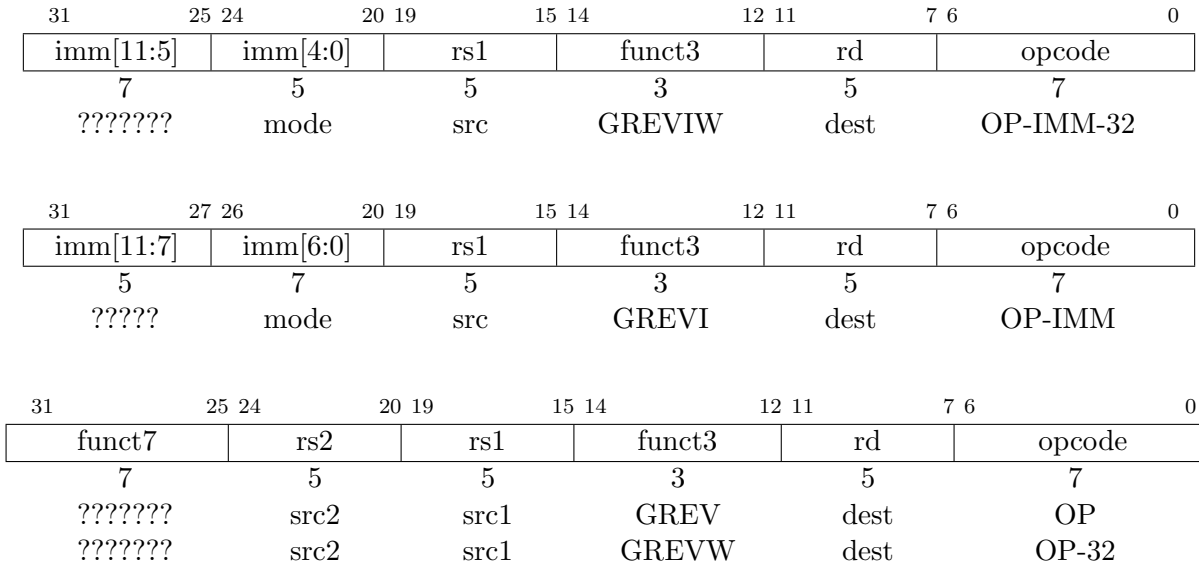 31 25 24 20 19 15 14 12 11 7 6 0
imm[11:5] imm[4:0] rs1 funct3 rd opcode
7 5 5 3 5 7
??????? mode src GREVIW dest OP-IMM-32
31 27 26 20 19 15 14 12 11 7 6 0
imm[11:7] imm[6:0] rs1 funct3 rd opcode
5 7 5 3 5 7
????? mode src GREVI dest OP-IMM
31 25 24 20 19 15 14 12 11 7 6 0
funct7 rs2 rs1 funct3 rd opcode
7 5 5 3 5 7
??????? src2 src1 GREV dest OP
??????? src2 src1 GREVW dest OP-32